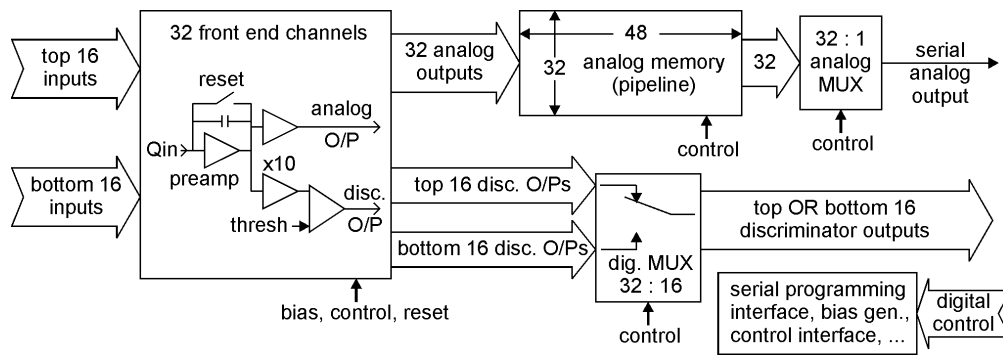 top 16
inputs
bottom 16
inputs
32 front end channels
reset
analog
O/P
Qin
preamp
x10
disc.
O/P
thresh
bias, control, reset
32 analog
outputs
48
32
analog memory
(pipeline)
control
32
32 : 1
analog
MUX
control
serial
analog
output
top 16 disc. O/Ps
bottom 16 disc. O/Ps
dig. MUX
32 : 16
control
top OR bottom 16
discriminator outputs
serial programming
interface, bias gen.,
control interface, ...
digital
control